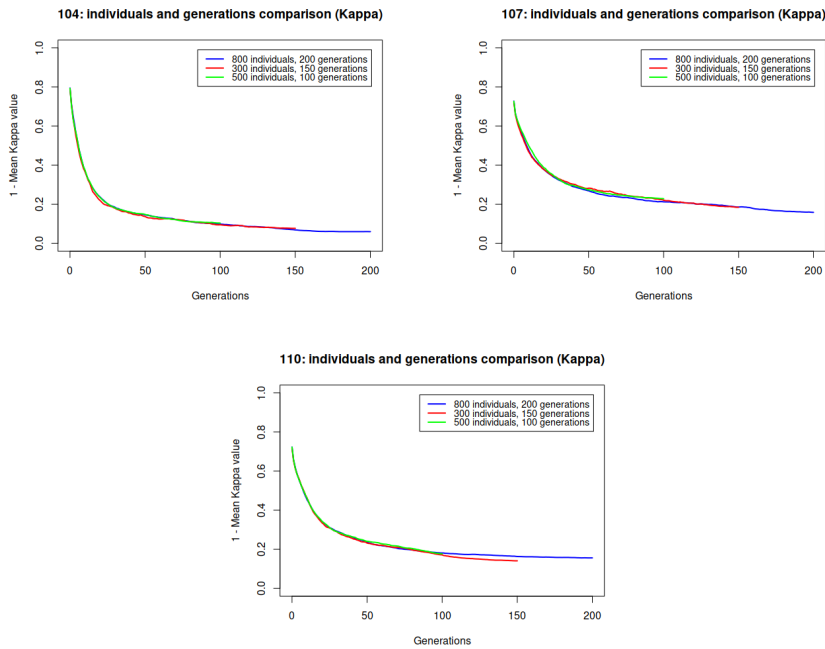 104: individuals and generations comparison (Kappa)
1 - Mean Kappa value
1.0
0.8
0.6
0.4
0.2
0.0
800 individuals, 200 generations
300 individuals, 150 generations
500 individuals, 100 generations
0 50 100 150 200
Generations
107: individuals and generations comparison (Kappa)
1 - Mean Kappa value
1.0
0.8
0.6
0.4
0.2
0.0
800 individuals, 200 generations
300 individuals, 150 generations
500 individuals, 100 generations
0 50 100 150 200
Generations
110: individuals and generations comparison (Kappa)
1 - Mean Kappa value
1.0
0.8
0.6
0.4
0.2
0.0
800 individuals, 200 generations
300 individuals, 150 generations
500 individuals, 100 generations
0 50 100 150 200
Generations